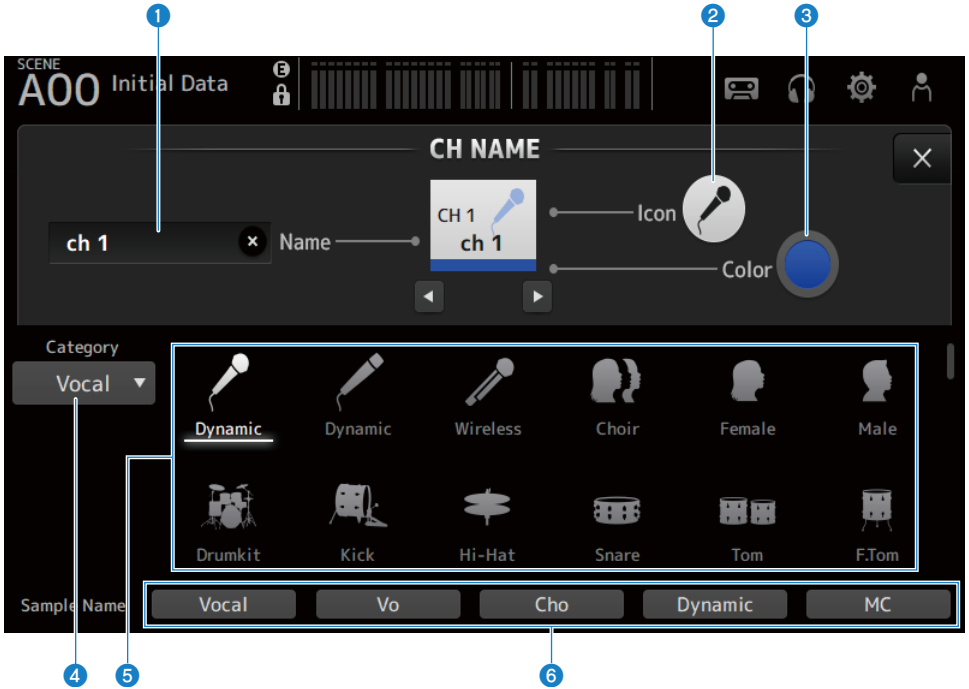 1 2 3
SCENE
A00 Initial Data E
CH NAME
CH 1
ch 1
ch 1 × Name
Icon
Color
Category
Vocal
Dynamic Dynamic Wireless Choir Female Male
Drumkit Kick Hi-Hat Snare Tom F.Tom
Sample Name Vocal Vo Cho Dynamic MC
4 5 6